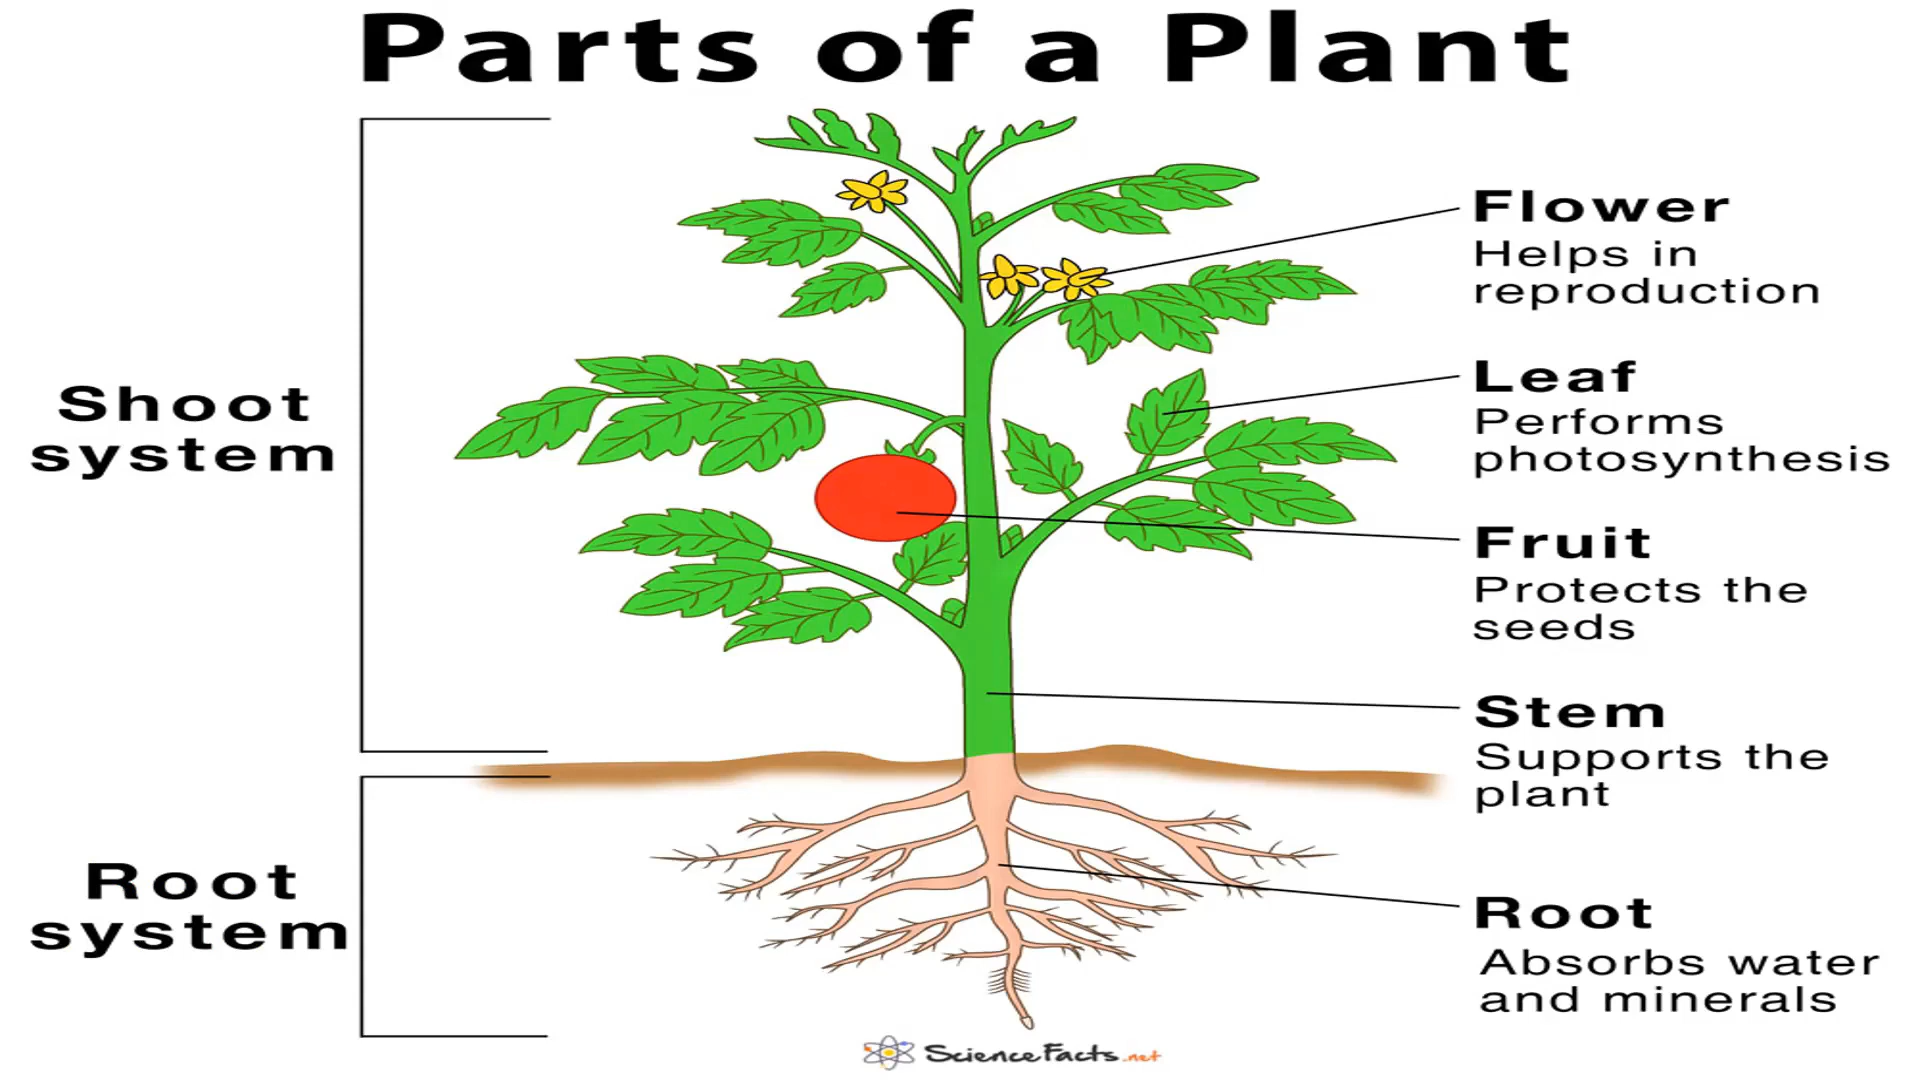 Parts of a Plant
Shoot
system
Root
system
Flower
Helps in
reproduction
Leaf
Performs
photosynthesis
Fruit
Protects the
seeds
Stem
Supports the
plant
Root
Absorbs water
and minerals
ScienceFacts.net